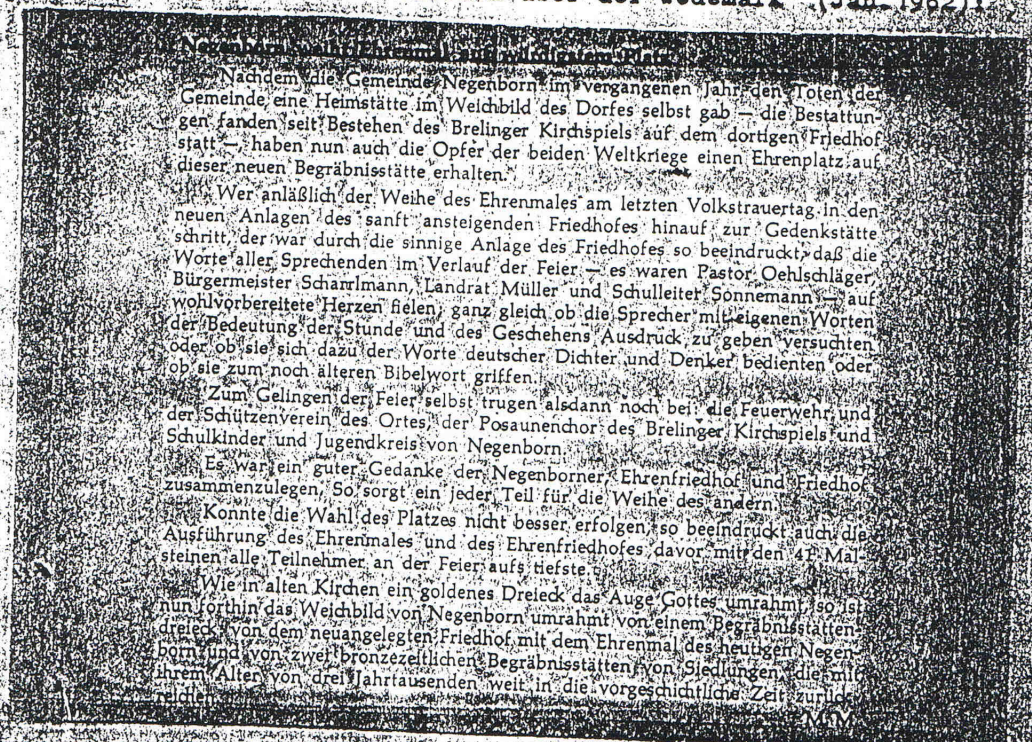 der Wedemark (Jan. 1962):
Negenborn weiht Ehrenmal auf würdigstem Platz
Nachdem die Gemeinde Negenborn im vergangenen Jahr den Toten der
Gemeinde eine Heimstätte im Weichbild des Dorfes selbst gab — die Bestattun-
gen fanden seit Bestehen des Brelinger Kirchspiels auf dem dortigen Friedhof
statt —, haben nun auch die Opfer der beiden Weltkriege einen Ehrenplatz auf
dieser neuen Begräbnisstätte erhalten.
Wer anläßlich der Weihe des Ehrenmales am letzten Volkstrauertag in den
neuen Anlagen des sanft ansteigenden Friedhofes hinauf zur Gedenkstätte
schritt, der war durch die sinnige Anlage des Friedhofes so beeindruckt, daß die
Worte aller Sprechenden im Verlauf der Feier — es waren Pastor Oehlschläger,
Bürgermeister Scharrlmann, Landrat Müller und Schulleiter Sonnemann — auf
wohlvorbereitete Herzen fielen, ganz gleich ob die Sprecher mit eigenen Worten
der Bedeutung der Stunde und des Geschehens Ausdruck zu geben versuchten
oder ob sie sich dazu der Worte deutscher Dichter und Denker bedienten oder
ob sie zum noch älteren Bibelwort griffen.
Zum Gelingen der Feier selbst trugen alsdann noch bei: die Feuerwehr und
der Schützenverein des Ortes, der Posaunenchor des Brelinger Kirchspiels und
Schulkinder und Jugendkreis von Negenborn.
Es war ein guter Gedanke der Negenborner, Ehrenfriedhof und Friedhof
zusammenzulegen. So sorgt ein jeder Teil für die Weihe des andern.
Konnte die Wahl des Platzes nicht besser erfolgen, so beeindruckt auch die
Ausführung des Ehrenmales und des Ehrenfriedhofes davor mit den 41 Mal-
steinen alle Teilnehmer an der Feier aufs tiefste.
Wie in alten Kirchen ein goldenes Dreieck das Auge Gottes umrahmt, so ist
nun forthin das Weichbild von Negenborn umrahmt von einem Begräbnisstätten-
dreieck, von dem neuangelegten Friedhof mit dem Ehrenmal des heutigen Negen-
born und von zwei bronzezeitlichen Begräbnisstätten von Siedlungen, die mit
ihrem Alter von drei Jahrtausenden weit in die vorgeschichtliche Zeit zurück-
reichen.
M.M.